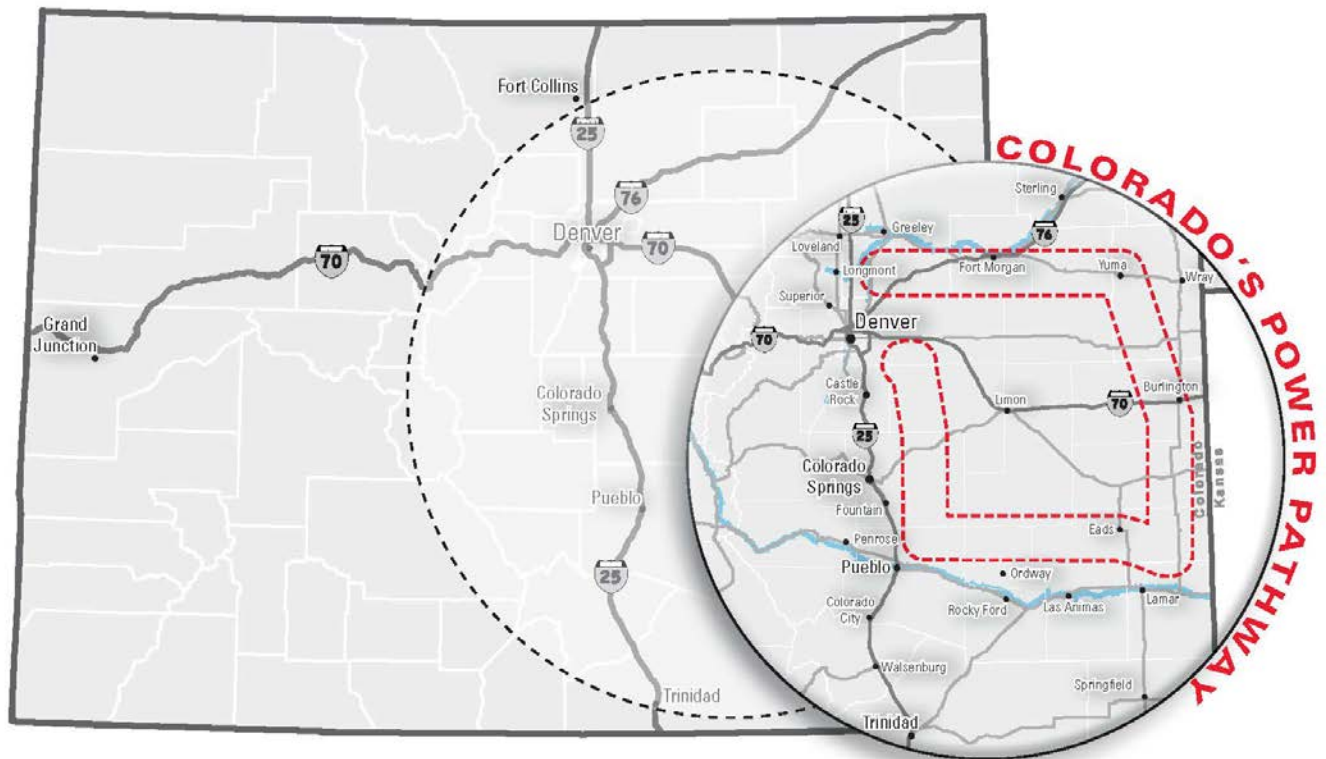 Fort Collins
25
76
Denver
70
70
Grand
Junction
Colorado
Springs
Pueblo
25
Trinidad
COLORADO'S POWER PATHWAY
Sterling
25
Greeley
76
Loveland
Longmont
Fort Morgan
Yuma
Wray
Superior
Denver
70
Castle
Rock
Limon
70
Burlington
25
Colorado
Springs
Colorado
Kansas
Fountain
Eads
Penrose
Pueblo
Ordway
Rocky Ford
Las Animas
Lamar
Colorado
City
Walsenburg
Springfield
Trinidad